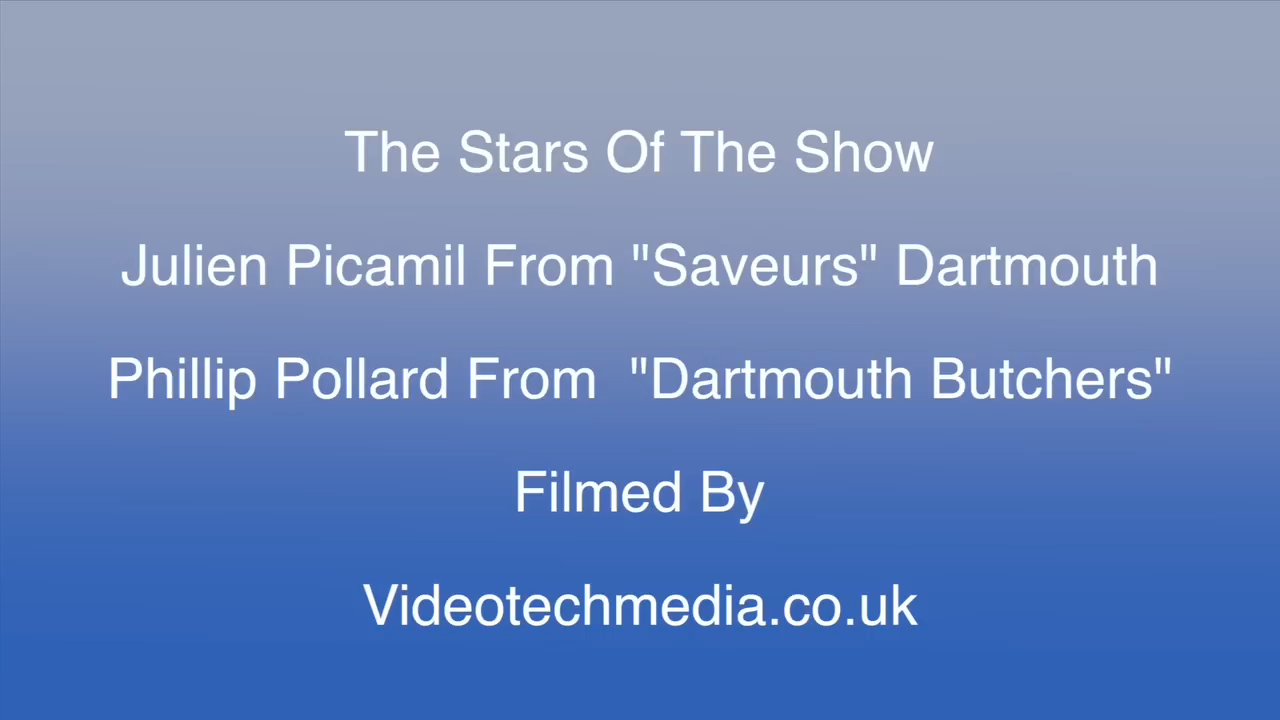 The Stars Of The Show
Julien Picamil From "Saveurs" Dartmouth
Phillip Pollard From  "Dartmouth Butchers"
Filmed By
Videotechmedia.co.uk